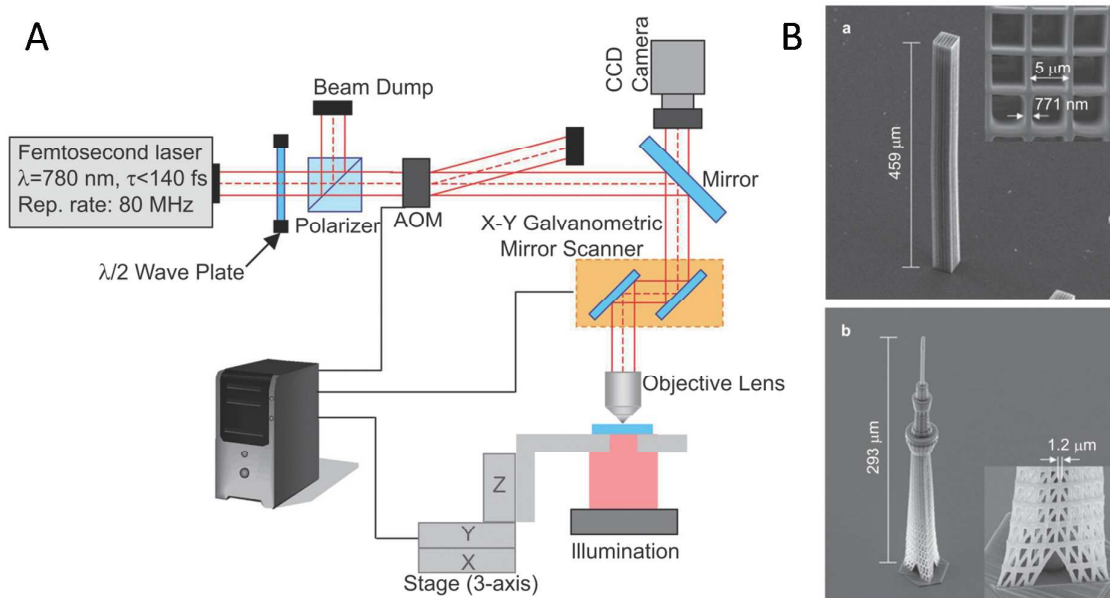 A
Femtosecond laser
λ=780 nm, τ<140 fs
Rep. rate: 80 MHz
λ/2 Wave Plate
Beam Dump
Polarizer
AOM
CCD
Camera
Mirror
X-Y Galvanometric
Mirror Scanner
Objective Lens
Z
Y
X
Stage (3-axis)
Illumination
B
a
459 μm
5 μm
771 nm
b
293 μm
1.2 μm